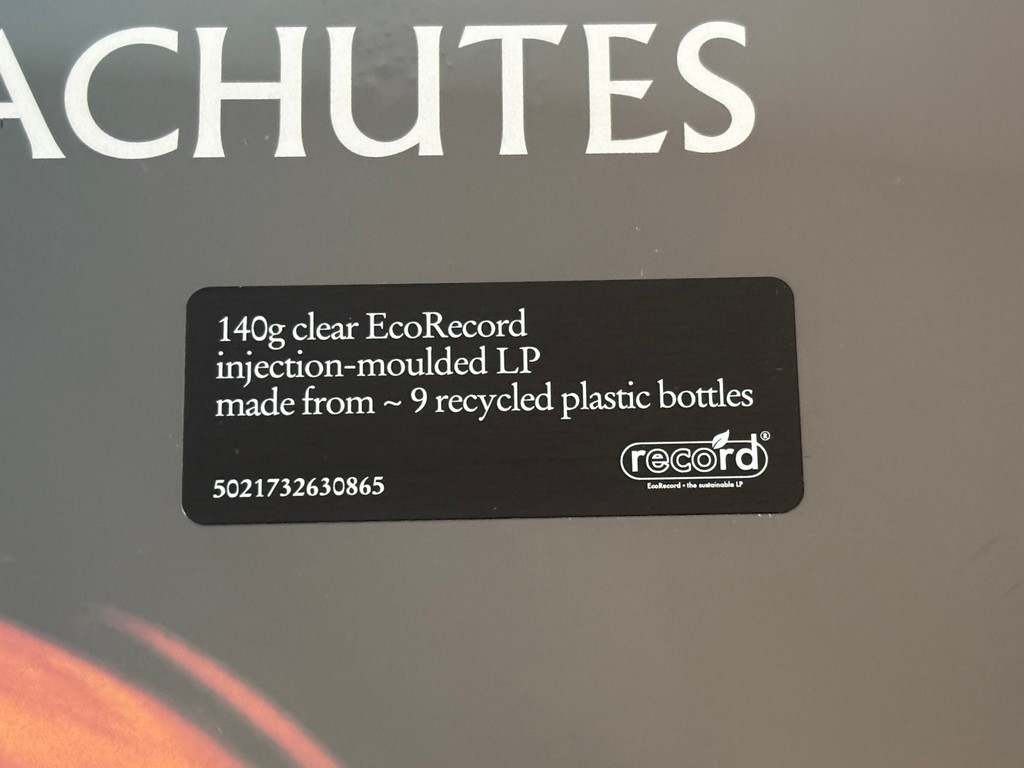 ACHUTES
140g clear EcoRecord
injection-moulded LP
made from ~ 9 recycled plastic bottles
record®
EcoRecord • the sustainable LP
5021732630865